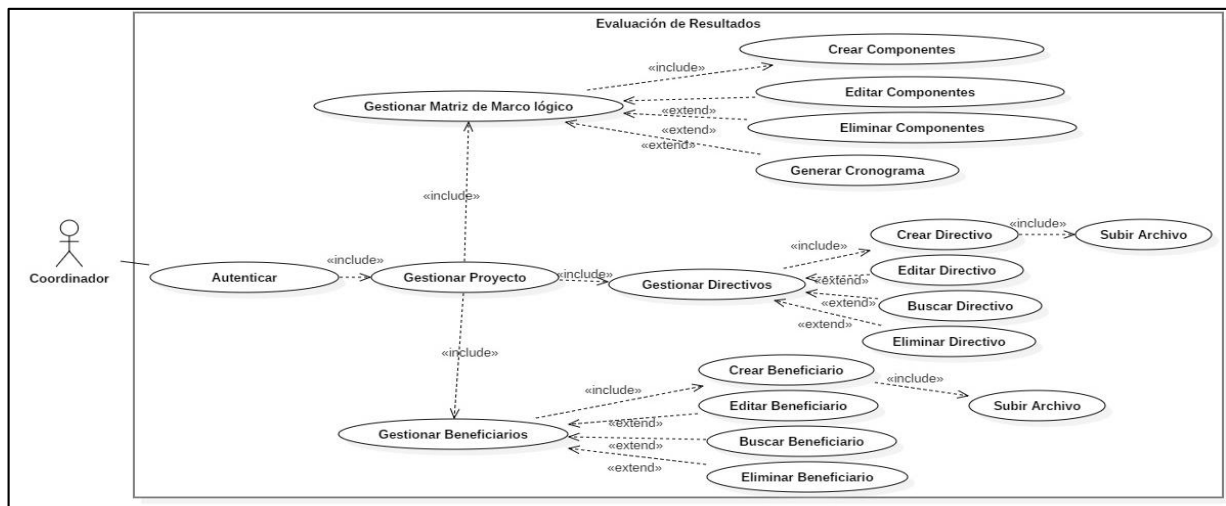 Evaluación de Resultados
Crear Componentes
«include»
Gestionar Matriz de Marco lógico
Editar Componentes
«extend»
Eliminar Componentes
«extend»
«extend»
Generar Cronograma
«include»
Coordinador
Autenticar
«include»
Gestionar Proyecto
«include»
Gestionar Directivos
«include»
Crear Directivo
«include»
Subir Archivo
Editar Directivo
«extend»
Buscar Directivo
«extend»
«extend»
Eliminar Directivo
«include»
Crear Beneficiario
«include»
Subir Archivo
«include»
Editar Beneficiario
«extend»
Gestionar Beneficiarios
Buscar Beneficiario
«extend»
«extend»
Eliminar Beneficiario